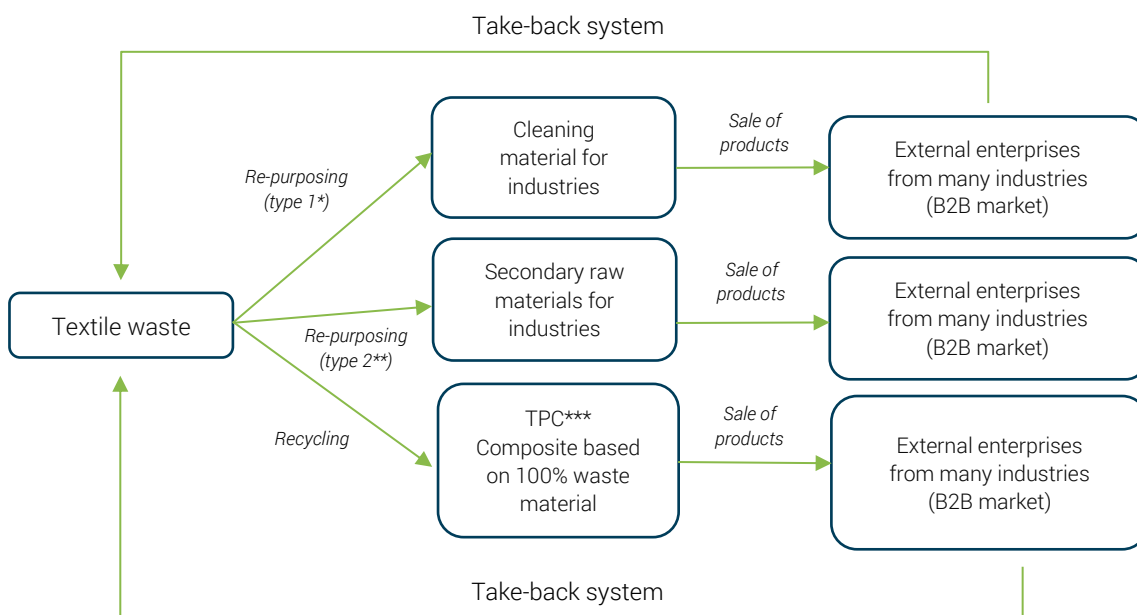 Take-back system
Cleaning
material for
industries
Sale of
products
External enterprises
from many industries
(B2B market)
Re-purposing
(type 1*)
Textile waste
Secondary raw
materials for
industries
Sale of
products
External enterprises
from many industries
(B2B market)
Re-purposing
(type 2**)
Recycling
TPC***
Composite based
on 100% waste
material
Sale of
products
External enterprises
from many industries
(B2B market)
Take-back system